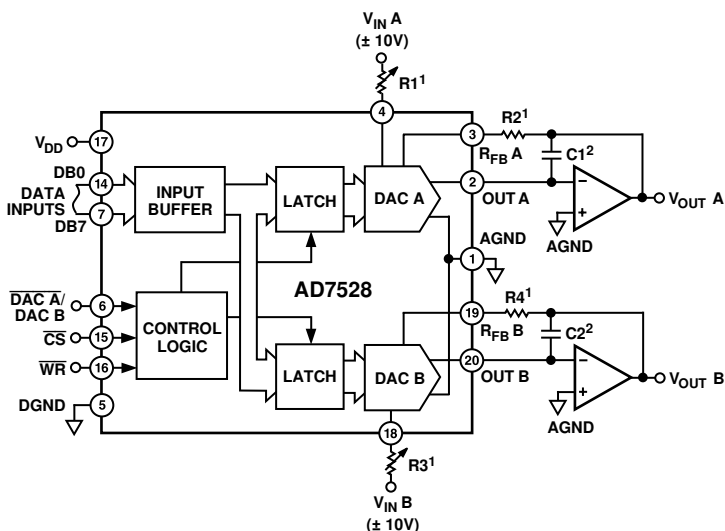 V_IN A
(± 10V)
R1¹
4
17
V_DD
3
R2¹
R_FB A
C1²
DB0
14
DATA
INPUTS
7
DB7
INPUT
BUFFER
LATCH
DAC A
2
OUT A
V_OUT A
AGND
AGND
1
AD7528
DAC A/
DAC B
6
CS
15
WR
16
DGND
5
CONTROL
LOGIC
LATCH
DAC B
19
R4¹
R_FB B
C2²
20
OUT B
V_OUT B
AGND
18
R3¹
V_IN B
(± 10V)